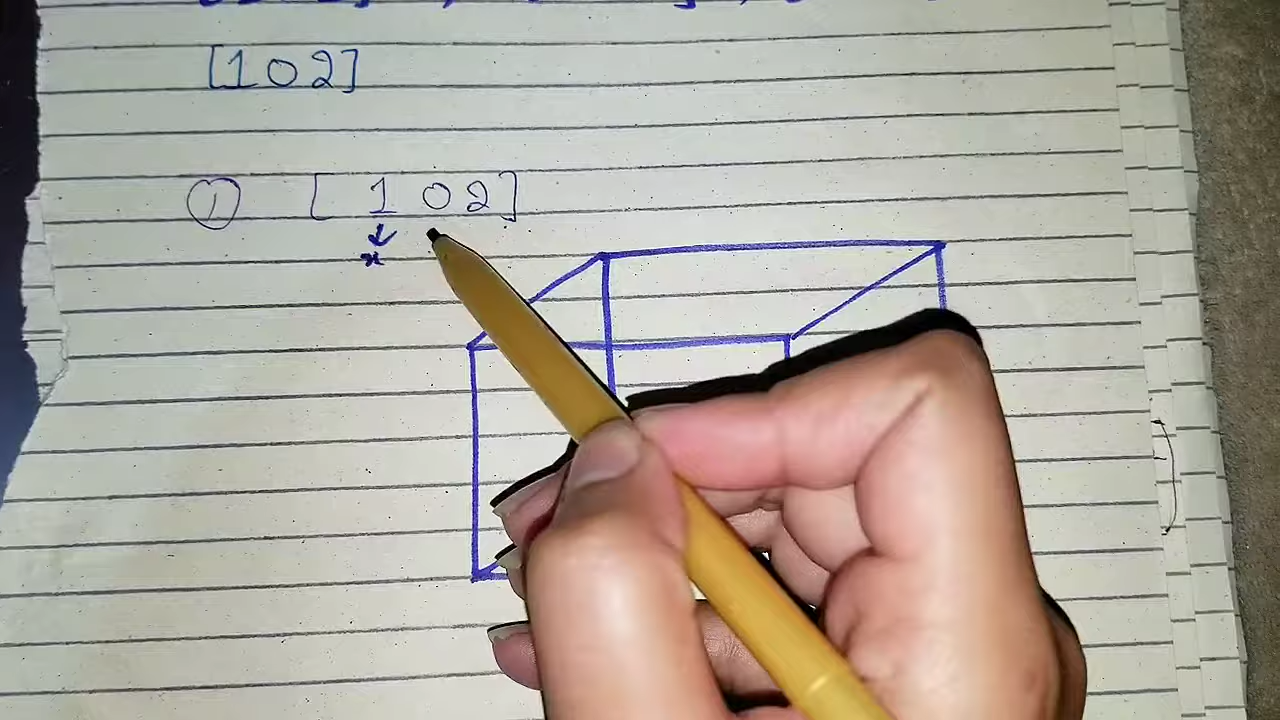 [1 0 2]
① [ 1 0 2]
↓
x